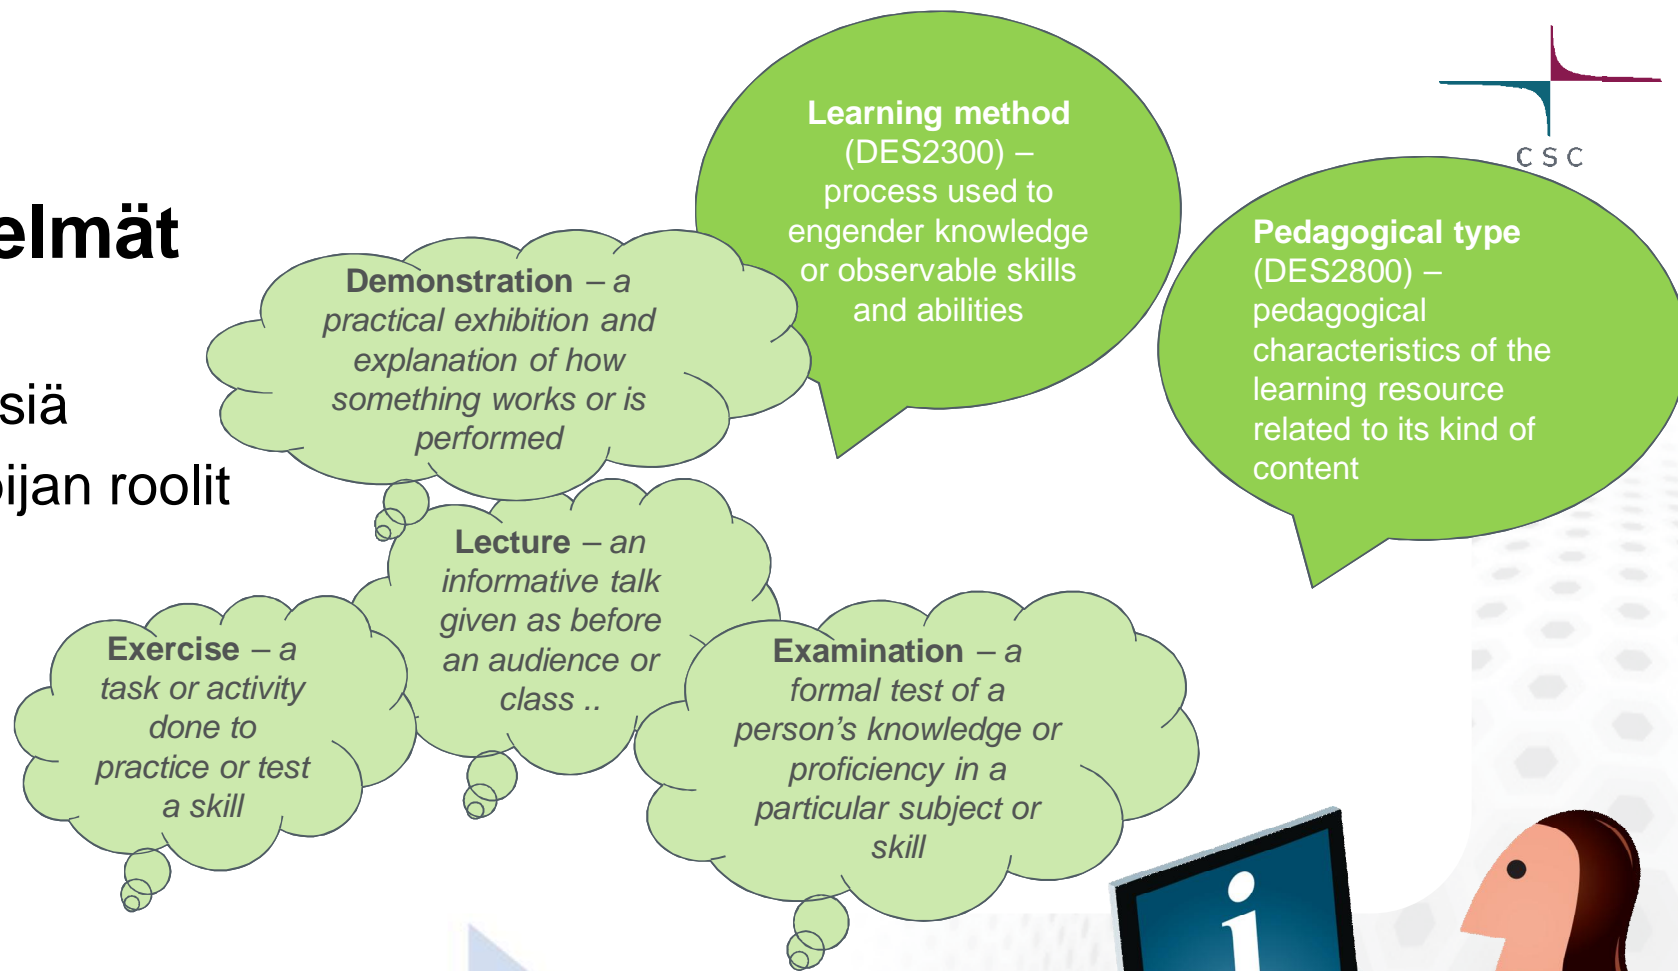 elmät
siä
ijan roolit
Learning method
(DES2300) –
process used to
engender knowledge
or observable skills
and abilities
CSC
Pedagogical type
(DES2800) –
pedagogical
characteristics of the
learning resource
related to its kind of
content
Demonstration – a
practical exhibition and
explanation of how
something works or is
performed
Lecture – an
informative talk
given as before
an audience or
class ..
Exercise – a
task or activity
done to
practice or test
a skill
Examination – a
formal test of a
person’s knowledge or
proficiency in a
particular subject or
skill
i